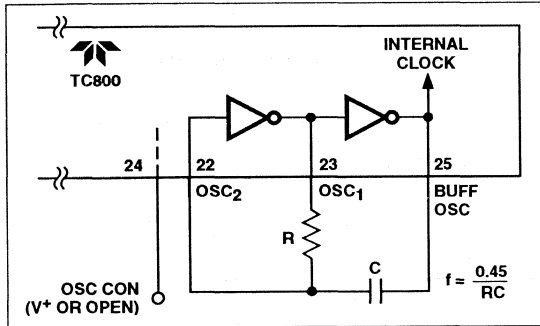 INTERNAL
CLOCK
TC800
24
22
23
25
OSC₂
OSC₁
BUFF
OSC
R
C
f ≈ 0.45
RC
OSC CON
(V⁺ OR OPEN)